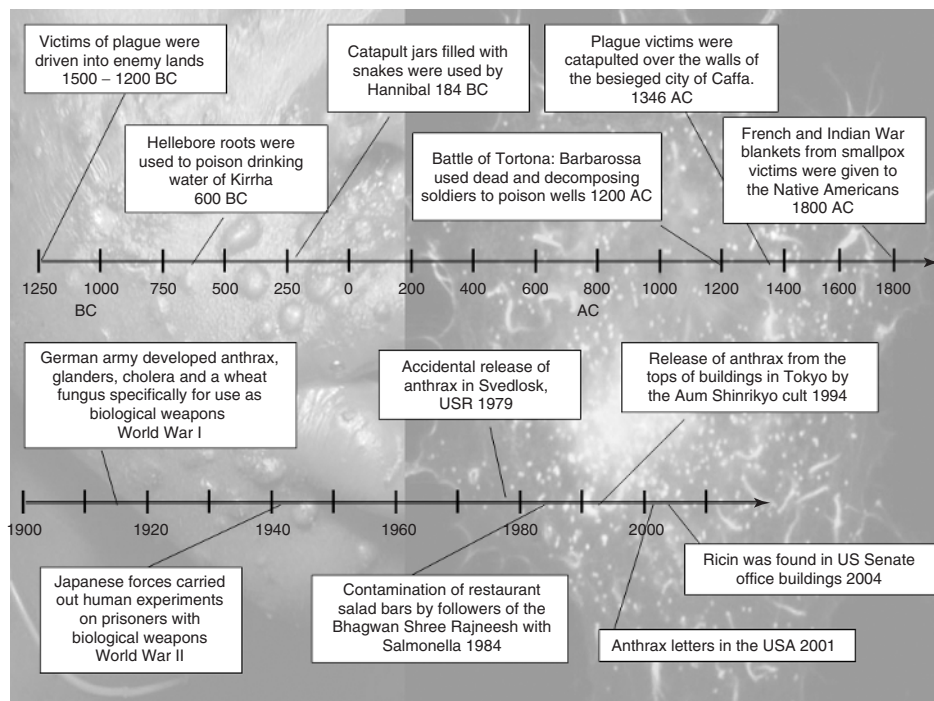 Victims of plague were
driven into enemy lands
1500 – 1200 BC
Catapult jars filled with
snakes were used by
Hannibal 184 BC
Plague victims were
catapulted over the walls of
the besieged city of Caffa.
1346 AC
Hellebore roots were
used to poison drinking
water of Kirrha
600 BC
Battle of Tortona: Barbarossa
used dead and decomposing
soldiers to poison wells 1200 AC
French and Indian War
blankets from smallpox
victims were given to
the Native Americans
1800 AC
1250 1000 750 500 250 0 200 400 600 800 1000 1200 1400 1600 1800
BC AC
German army developed anthrax,
glanders, cholera and a wheat
fungus specifically for use as
biological weapons
World War I
Accidental release of
anthrax in Svedlosk,
USR 1979
Release of anthrax from the
tops of buildings in Tokyo by
the Aum Shinrikyo cult 1994
1900 1920 1940 1960 1980 2000
Japanese forces carried
out human experiments
on prisoners with
biological weapons
World War II
Contamination of restaurant
salad bars by followers of the
Bhagwan Shree Rajneesh with
Salmonella 1984
Ricin was found in US Senate
office buildings 2004
Anthrax letters in the USA 2001